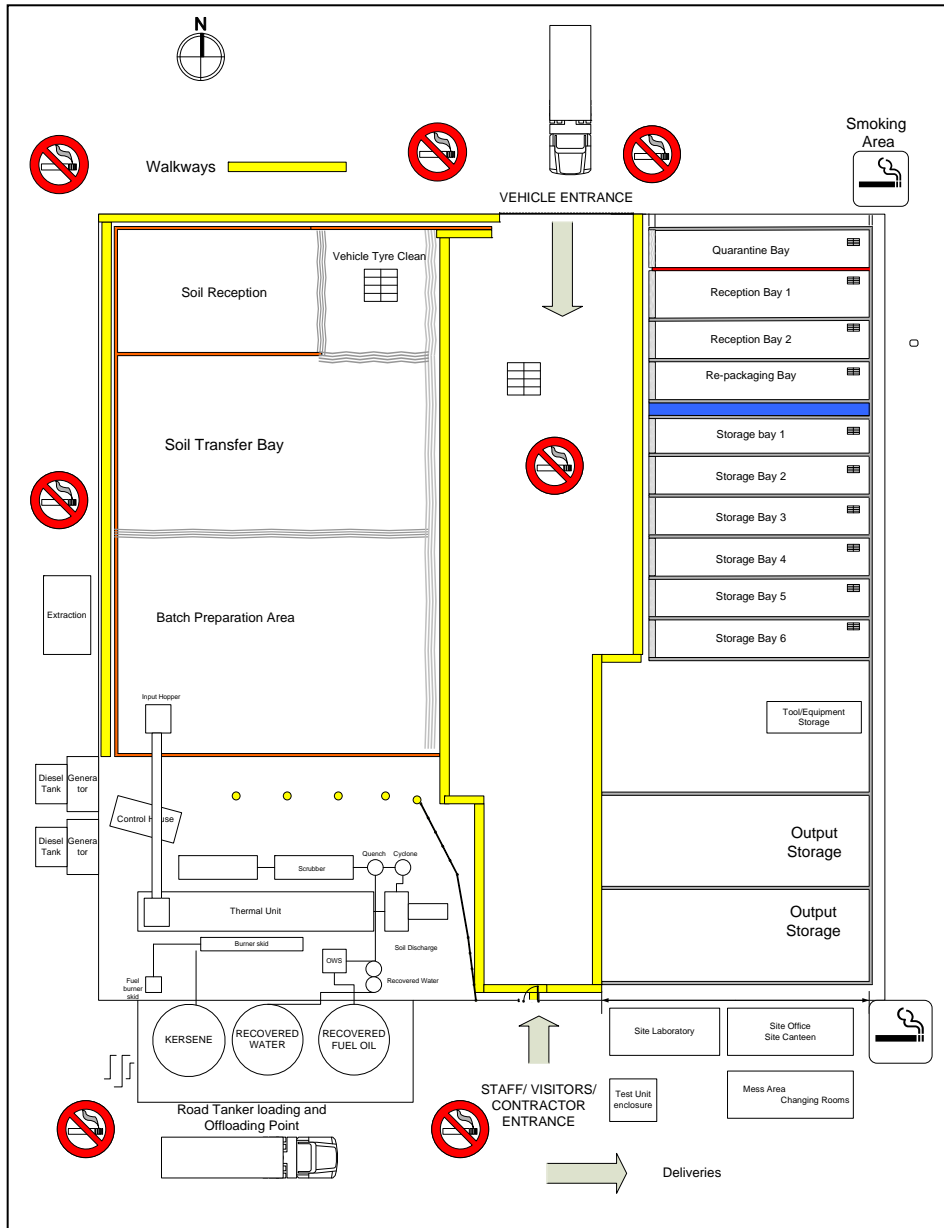 N
Smoking
Area
Walkways
VEHICLE ENTRANCE
Vehicle Tyre Clean
Soil Reception
Quarantine Bay
Reception Bay 1
Reception Bay 2
Re-packaging Bay
Soil Transfer Bay
Storage bay 1
Storage Bay 2
Storage Bay 3
Storage Bay 4
Storage Bay 5
Storage Bay 6
Extraction
Batch Preparation Area
Input Hopper
Tool/Equipment
Storage
Diesel
Tank
Genera
tor
Control House
Diesel
Tank
Genera
tor
Output
Storage
Quench
Cyclone
Scrubber
Thermal Unit
Output
Storage
Burner skid
Soil Discharge
OWS
Fuel
burner
skid
Recovered Water
KERSENE
RECOVERED
WATER
RECOVERED
FUEL OIL
Site Laboratory
Site Office
Site Canteen
STAFF/ VISITORS/
CONTRACTOR
ENTRANCE
Test Unit
enclosure
Mess Area
Changing Rooms
Road Tanker loading and
Offloading Point
Deliveries